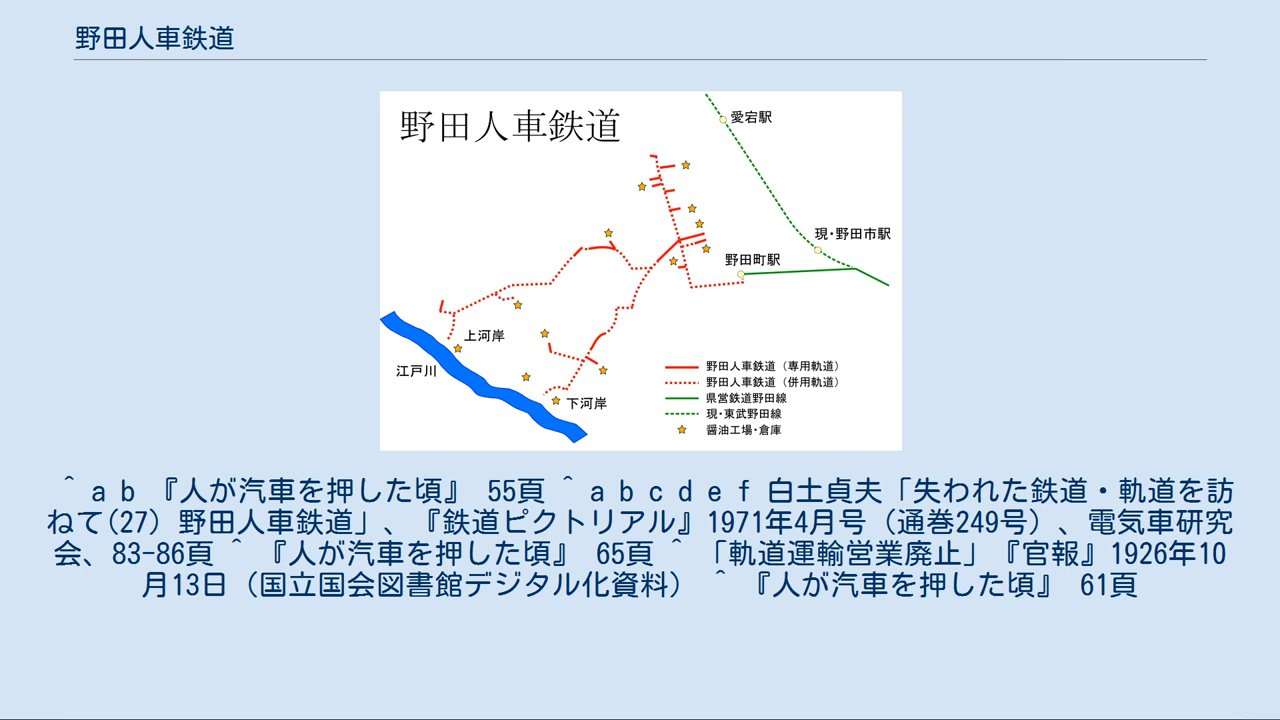 野田人車鉄道
野田人車鉄道
愛宕駅
現・野田市駅
野田町駅
上河岸
江戸川
下河岸
野田人車鉄道（専用軌道）
野田人車鉄道（併用軌道）
県営鉄道野田線
現・東武野田線
醤油工場・倉庫
^ a b 『人が汽車を押した頃』 55頁 ^ a b c d e f 白土貞夫「失われた鉄道・軌道を訪
ねて(27) 野田人車鉄道」、『鉄道ピクトリアル』1971年4月号（通巻249号）、電気車研究
会、83-86頁 ^ 『人が汽車を押した頃』 65頁 ^ 「軌道運輸営業廃止」『官報』1926年10
月13日（国立国会図書館デジタル化資料） ^ 『人が汽車を押した頃』 61頁